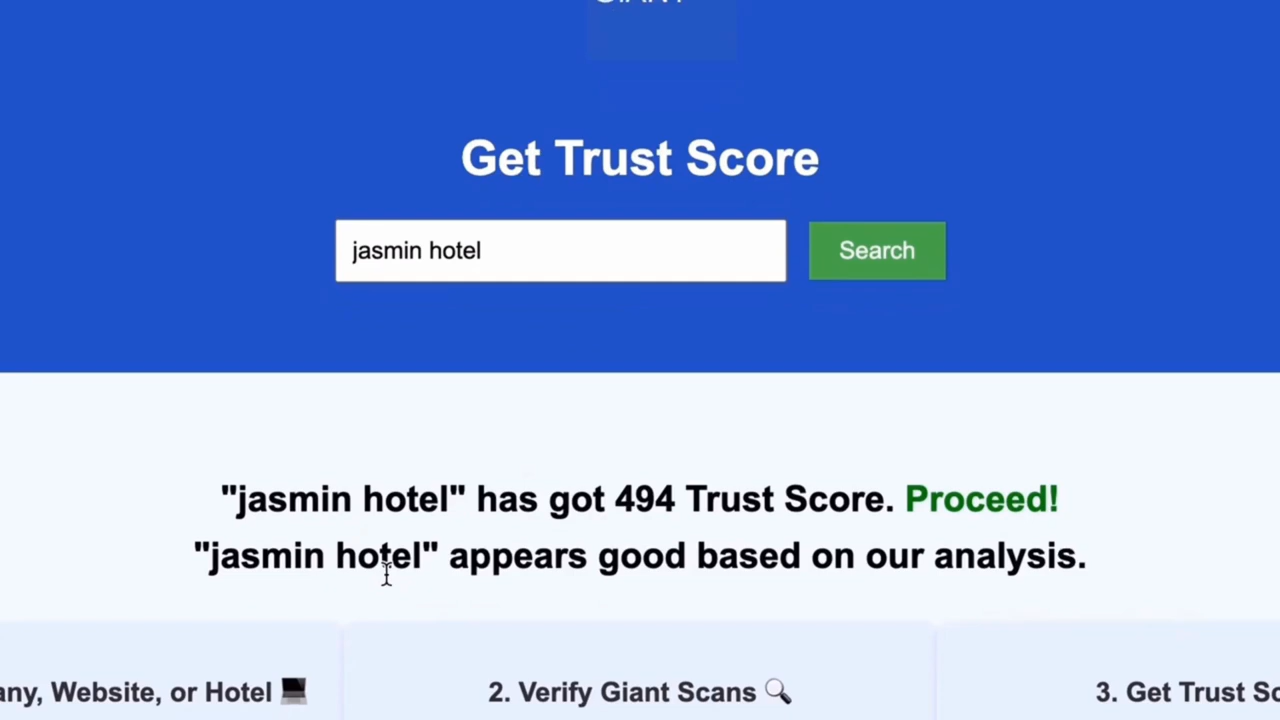 GIANT
Get Trust Score
jasmin hotel
Search
"jasmin hotel" has got 494 Trust Score. Proceed!
"jasmin hotel" appears good based on our analysis.
any, Website, or Hotel
2. Verify Giant Scans
3. Get Trust Sc